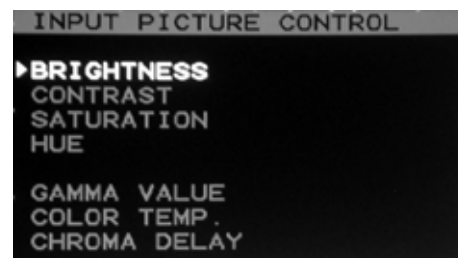 INPUT PICTURE CONTROL
▶BRIGHTNESS
CONTRAST
SATURATION
HUE
GAMMA VALUE
COLOR TEMP.
CHROMA DELAY